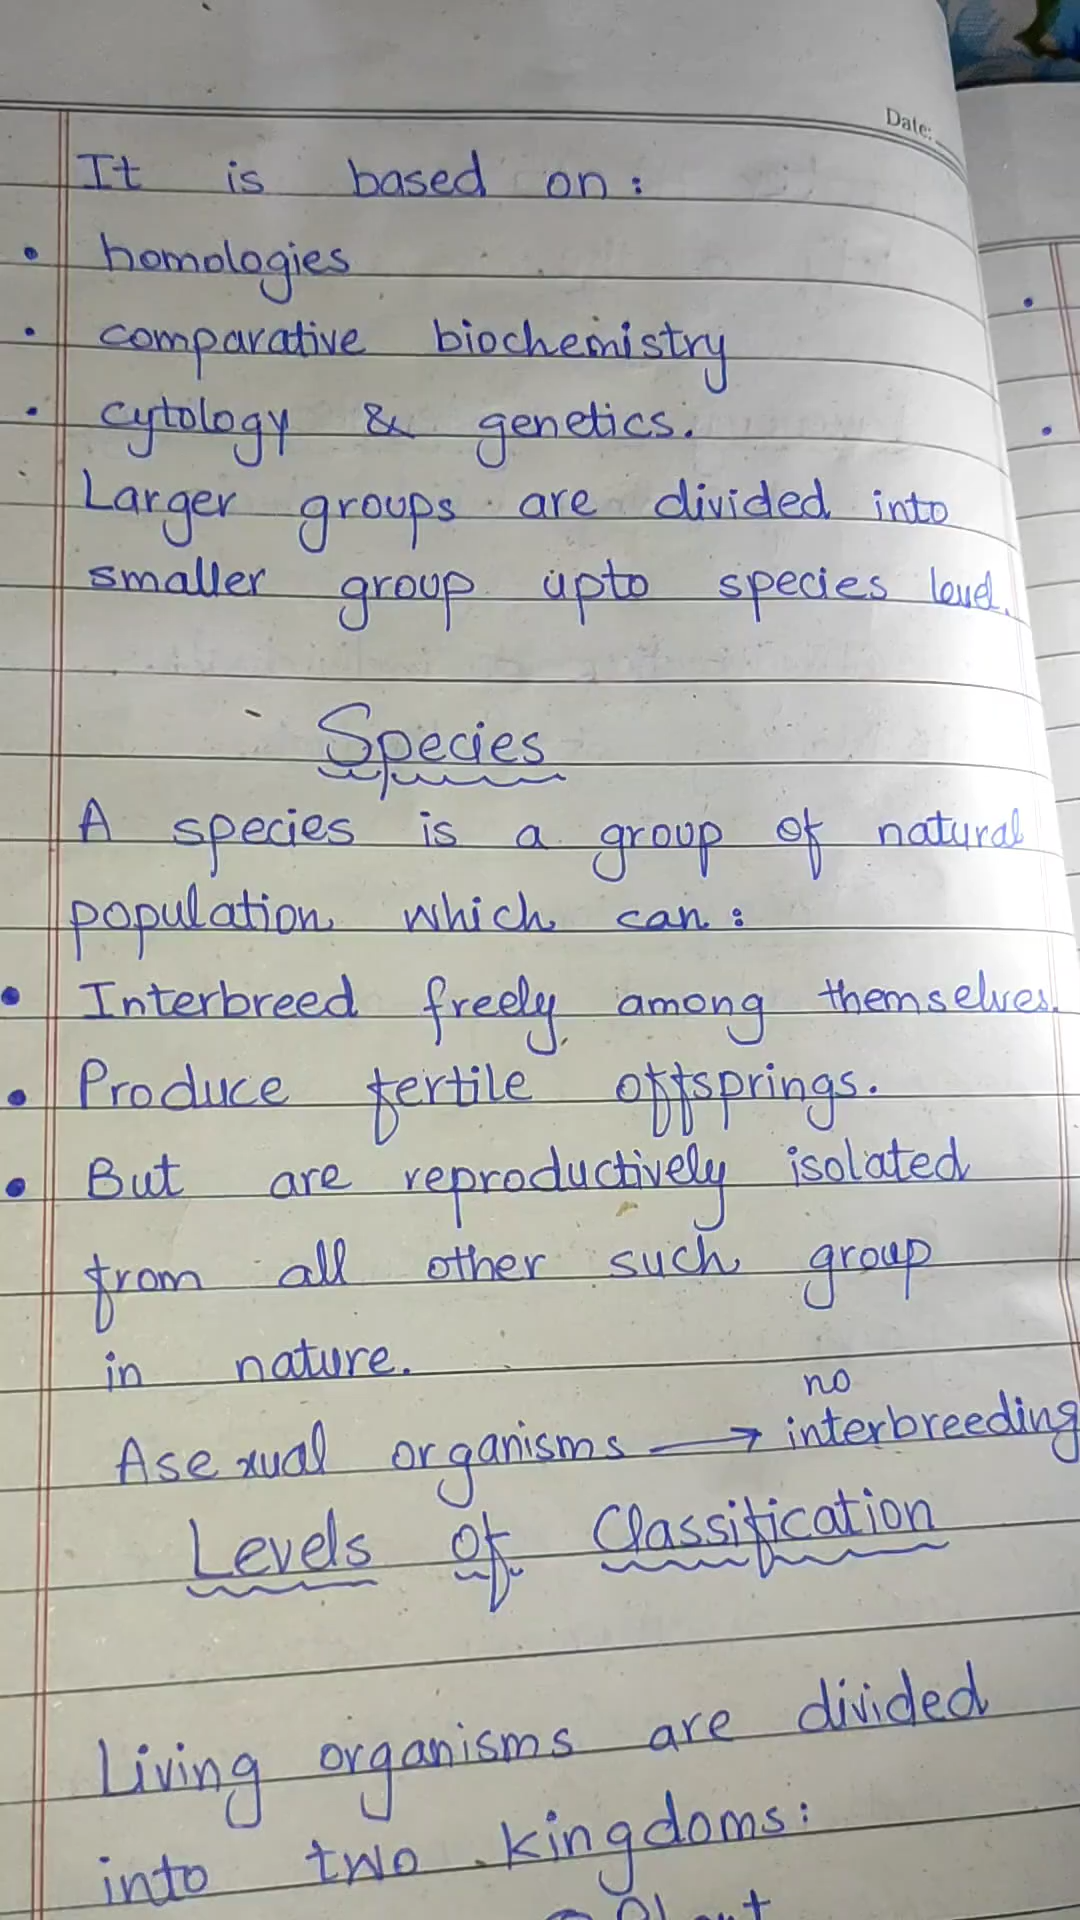 Date:
It is based on:
• homologies
• comparative biochemistry
• cytology & genetics.
Larger groups are divided into
smaller group upto species level.
Species
A species is a group of natural
population which can:
• Interbreed freely among themselves.
• Produce fertile offsprings.
• But are reproductively isolated
from all other such group
in nature.
no
Asexual organisms → interbreeding
Levels of Classification
Living organisms are divided
into two kingdoms: